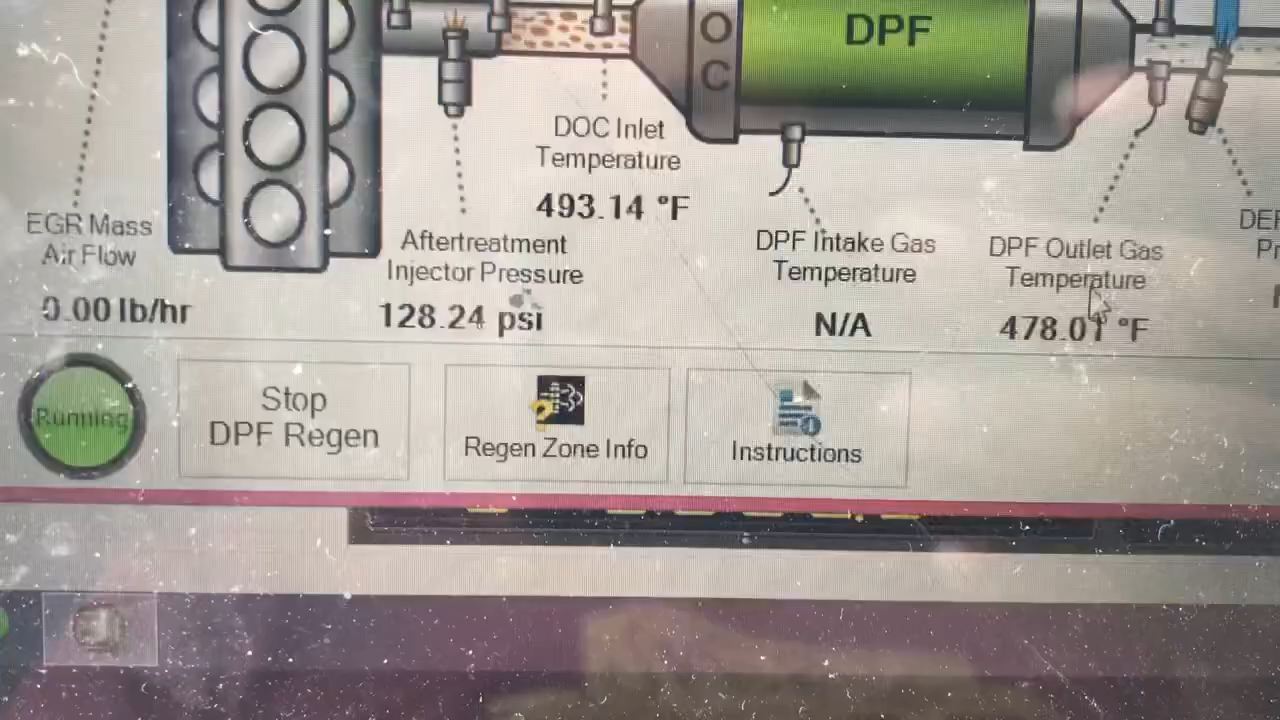 DPF
O
C
DOC Inlet
Temperature
493.14 °F
EGR Mass
Air Flow
0.00 lb/hr
Aftertreatment
Injector Pressure
128.24 psi
DPF Intake Gas
Temperature
N/A
DPF Outlet Gas
Temperature
478.01 °F
Running
Stop
DPF Regen
Regen Zone Info
Instructions